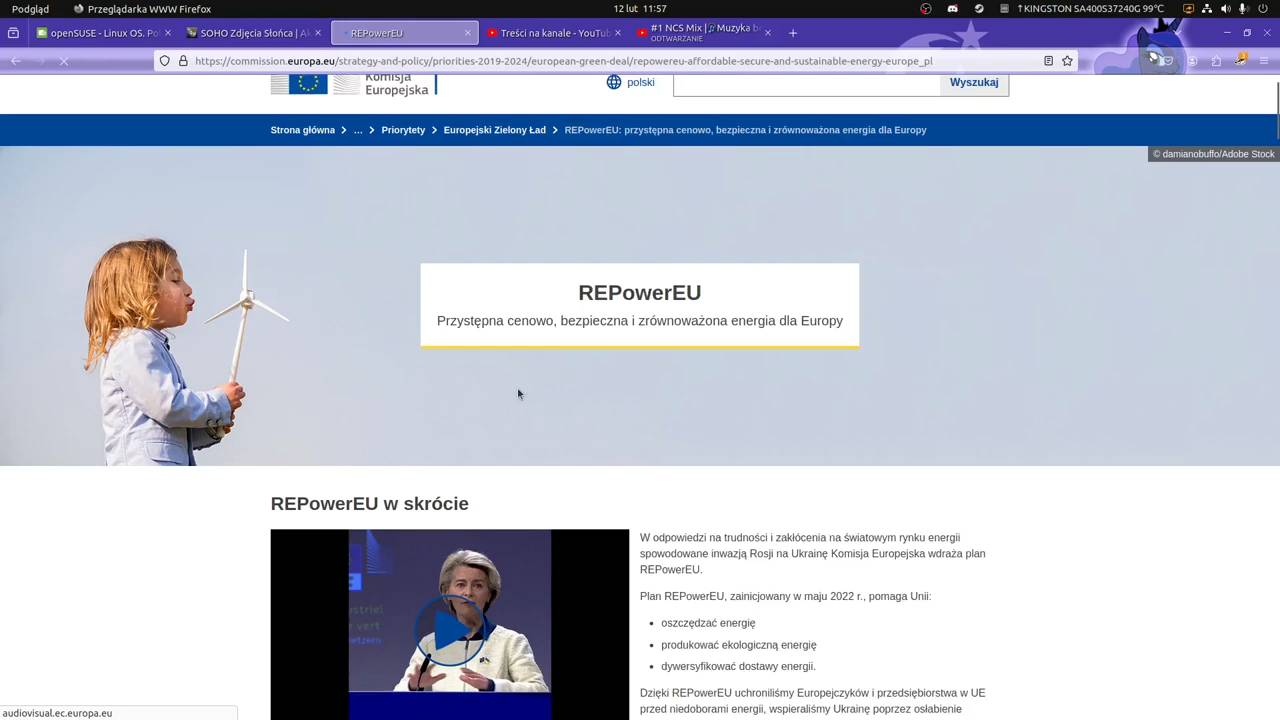 Podgląd
Przeglądarka WWW Firefox
12 lut 11:57
↑KINGSTON SA400S37240G 99°C
openSUSE - Linux OS. Pol
SOHO Zdjęcia Słońca | Ak
REPowerEU
Treści na kanale - YouTub
#1 NCS Mix | Muzyka b
ODTWARZANIE
https://commission.europa.eu/strategy-and-policy/priorities-2019-2024/european-green-deal/repowereu-affordable-secure-and-sustainable-energy-europe_pl
Komisja
Europejska
polski
Wyszukaj
Strona główna > ... > Priorytety > Europejski Zielony Ład > REPowerEU: przystępna cenowo, bezpieczna i zrównoważona energia dla Europy
© damianobuffo/Adobe Stock
REPowerEU
Przystępna cenowo, bezpieczna i zrównoważona energia dla Europy
REPowerEU w skrócie
W odpowiedzi na trudności i zakłócenia na światowym rynku energii
spowodowane inwazją Rosji na Ukrainę Komisja Europejska wdraża plan
REPowerEU.
Plan REPowerEU, zainicjowany w maju 2022 r., pomaga Unii:
• oszczędzać energię
• produkować ekologiczną energię
• dywersyfikować dostawy energii.
Dzięki REPowerEU uchroniliśmy Europejczyków i przedsiębiorstwa w UE
przed niedoborami energii, wspieraliśmy Ukrainę poprzez osłabienie
audiovisual.ec.europa.eu